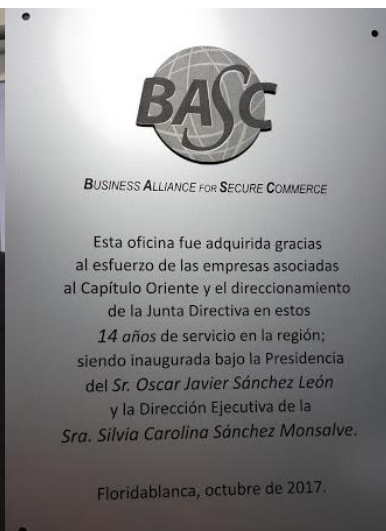 BASC
BUSINESS ALLIANCE FOR SECURE COMMERCE
Esta oficina fue adquirida gracias
al esfuerzo de las empresas asociadas
al Capítulo Oriente y el direccionamiento
de la Junta Directiva en estos
14 años de servicio en la región;
siendo inaugurada bajo la Presidencia
del Sr. Oscar Javier Sánchez León
y la Dirección Ejecutiva de la
Sra. Silvia Carolina Sánchez Monsalve.
Floridablanca, octubre de 2017.